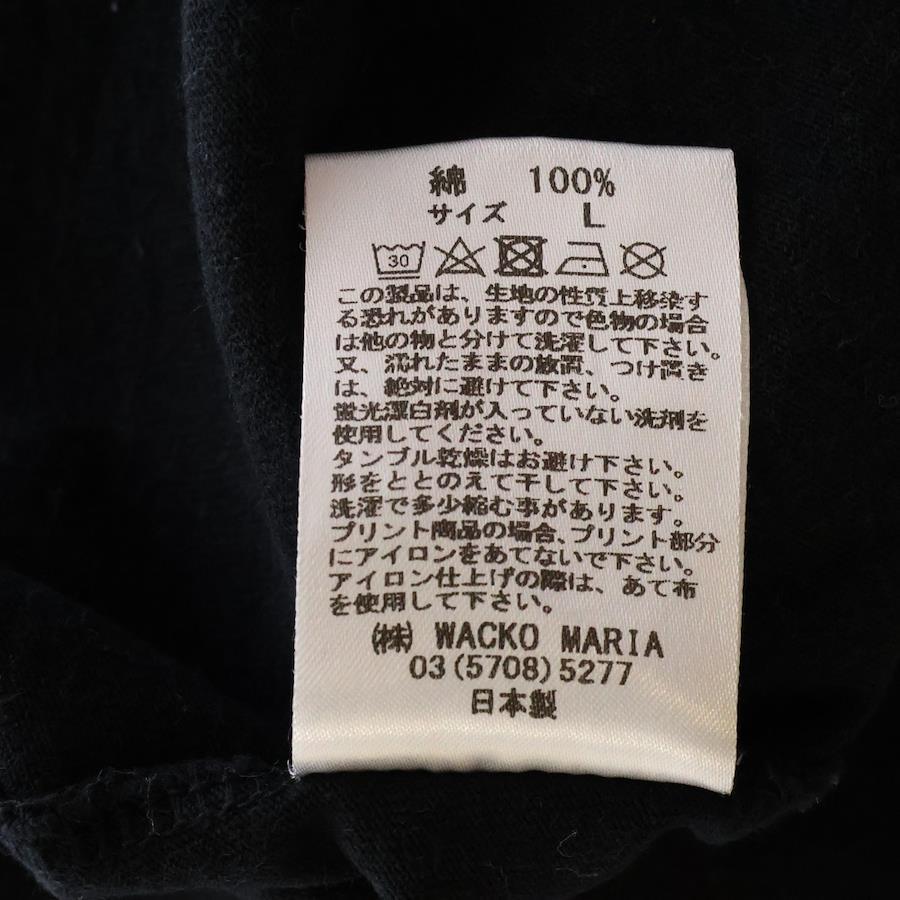 綿 100%
サイズ L
30
この製品は、生地の性質上移染す
る恐れがありますので色物の場合
は他の物と分けて洗濯して下さい。
又、濡れたままの放置、つけ置き
は、絶対に避けて下さい。
蛍光漂白剤が入っていない洗剤を
使用してください。
タンブル乾燥はお避け下さい。
形をととのえて干して下さい。
洗濯で多少縮む事があります。
プリント商品の場合、プリント部分
にアイロンをあてないで下さい。
アイロン仕上げの際は、あて布
を使用して下さい。
㈱ WACKO MARIA
03(5708)5277
日本製